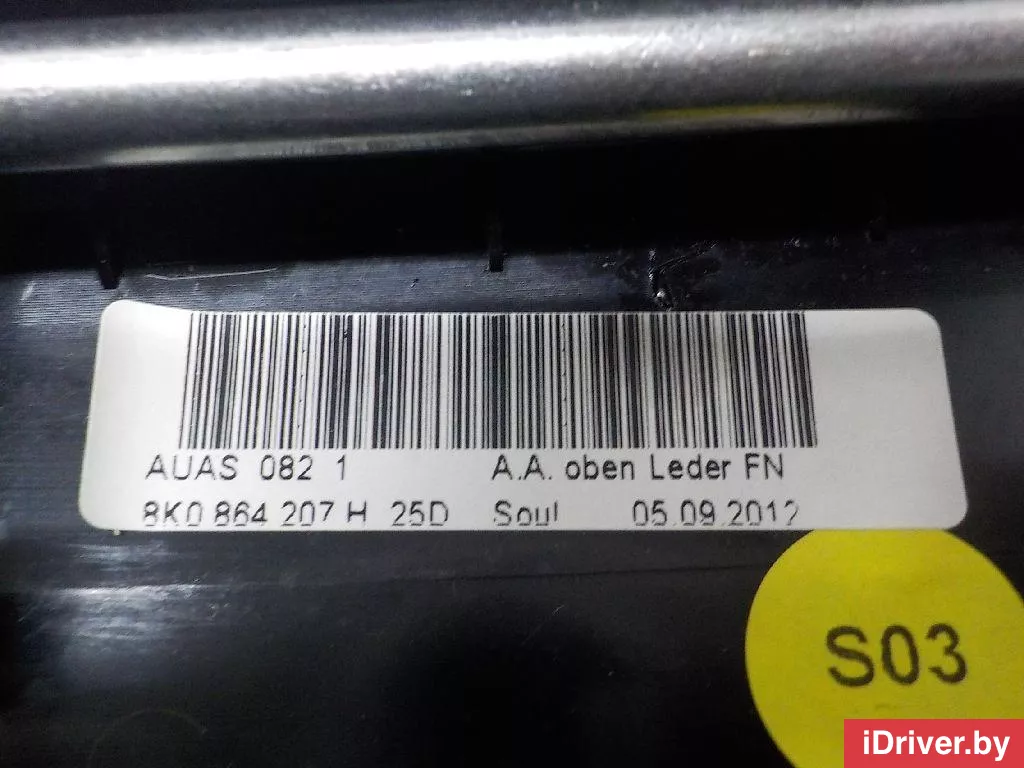 AUAS 082 1 A.A. oben Leder FN
8K0 864 207 H 25D Soul 05.09.2012
S03
iDriver.by